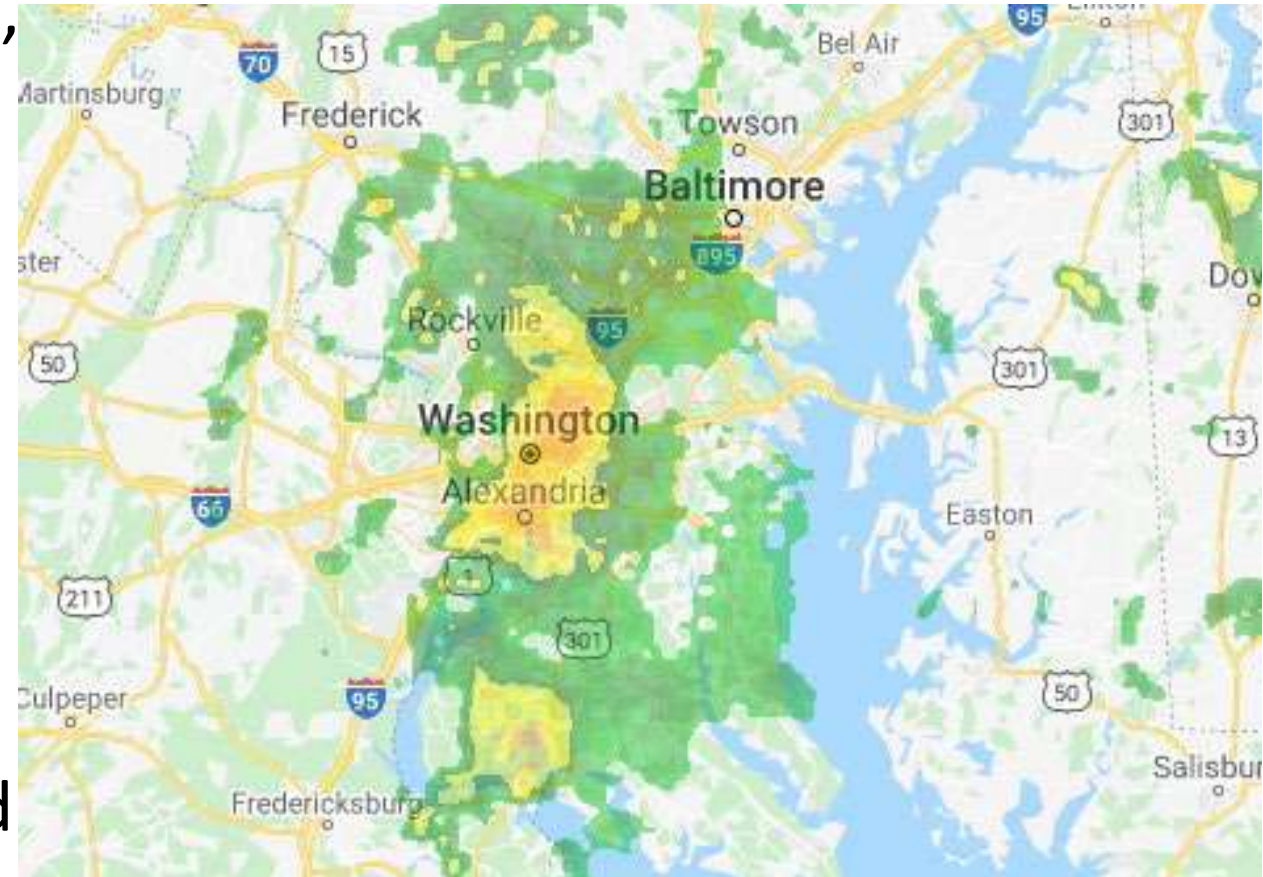 ,
95
15
70
Bel Air
Martinsburg
Frederick
Towson
301
Baltimore
895
Rockville
95
50
301
Washington
13
Alexandria
66
Easton
1
211
301
50
95
Culpeper
Fredericksburg
d